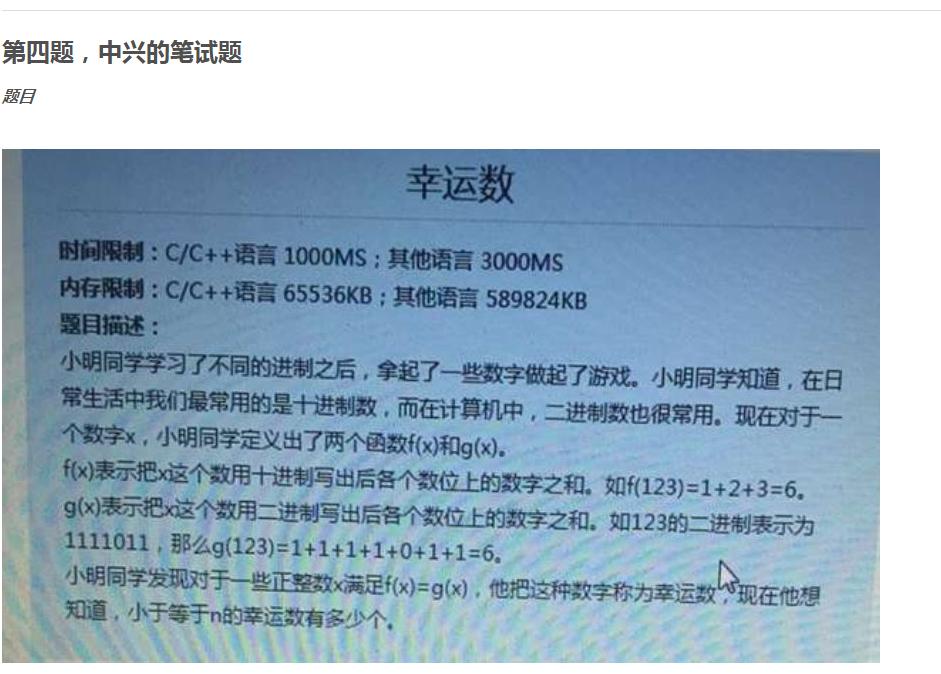 第四题，中兴的笔试题
题目
幸运数
时间限制：C/C++语言 1000MS；其他语言 3000MS
内存限制：C/C++语言 65536KB；其他语言 589824KB
题目描述：
小明同学学习了不同的进制之后，拿起了一些数字做起了游戏。小明同学知道，在日
常生活中我们最常用的是十进制数，而在计算机中，二进制数也很常用。现在对于一
个数字x，小明同学定义出了两个函数f(x)和g(x)。
f(x)表示把x这个数用十进制写出后各个数位上的数字之和。如f(123)=1+2+3=6。
g(x)表示把x这个数用二进制写出后各个数位上的数字之和。如123的二进制表示为
1111011，那么g(123)=1+1+1+1+0+1+1=6。
小明同学发现对于一些正整数x满足f(x)=g(x)，他把这种数字称为幸运数，现在他想
知道，小于等于n的幸运数有多少个。